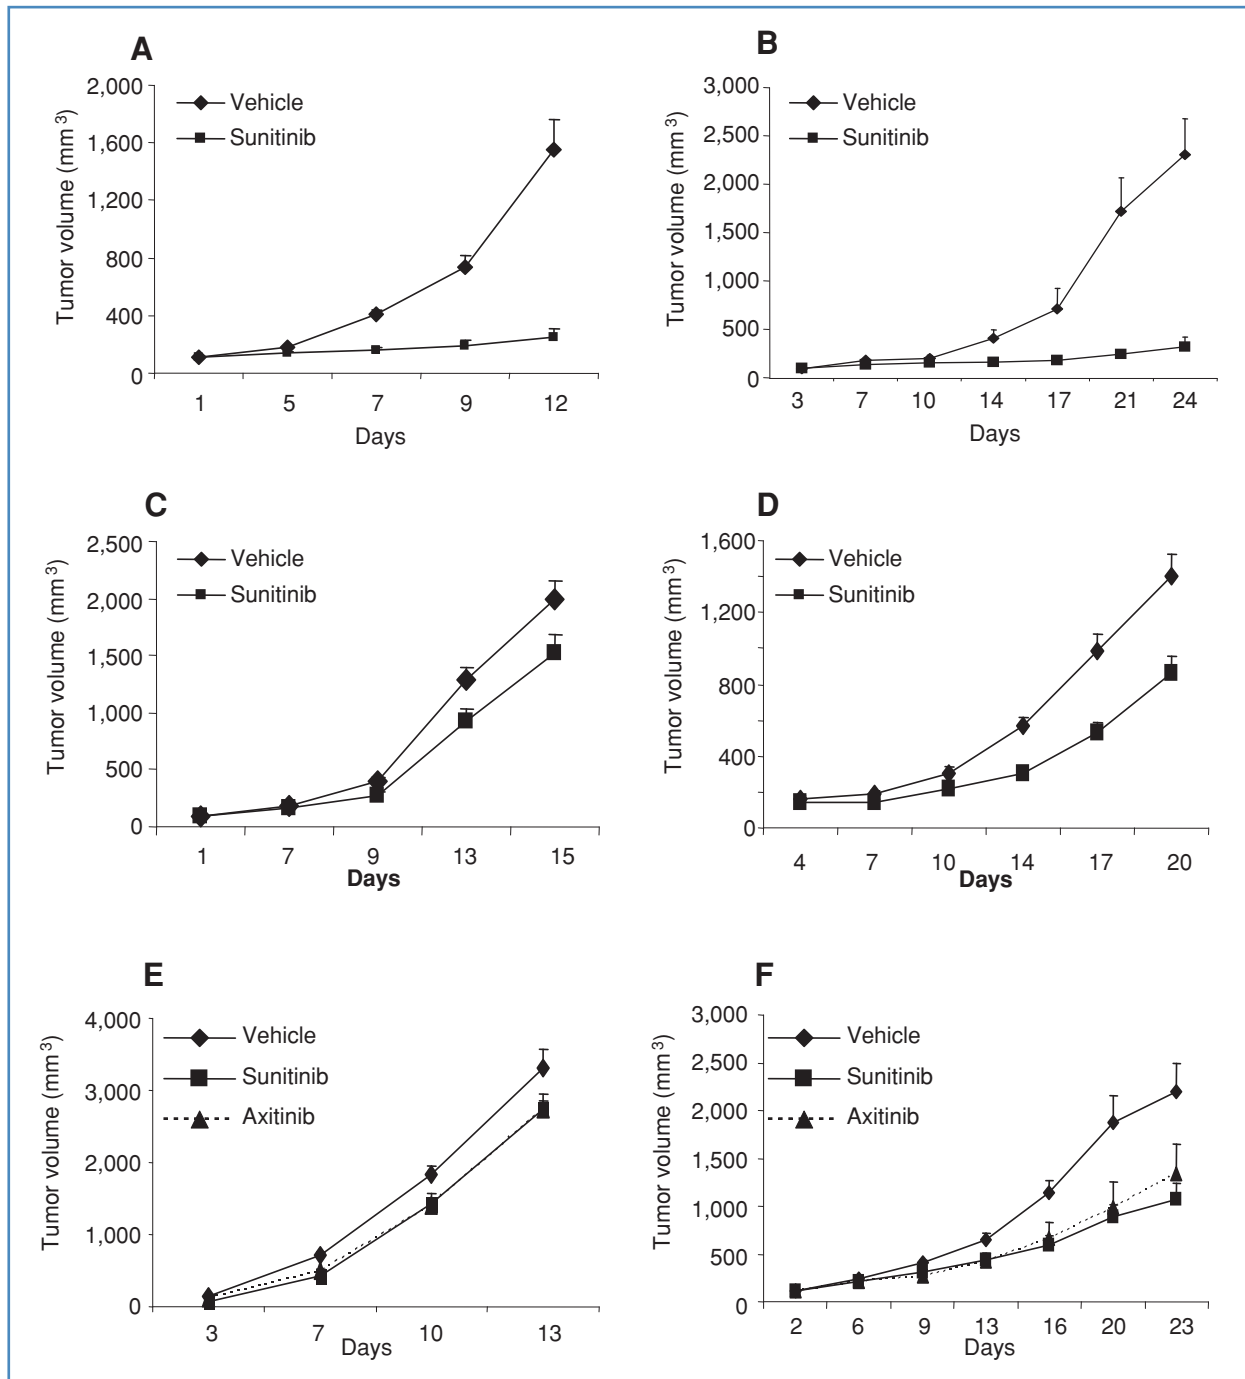 A
Tumor volume (mm3)
2,000
1,600
1,200
800
400
0
Vehicle
Sunitinib
1 5 7 9 12
Days
B
Tumor volume (mm3)
3,000
2,500
2,000
1,500
1,000
500
0
Vehicle
Sunitinib
3 7 10 14 17 21 24
Days
C
Tumor volume (mm3)
2,500
2,000
1,500
1,000
500
0
Vehicle
Sunitinib
1 7 9 13 15
Days
D
Tumor volume (mm3)
1,600
1,200
800
400
0
Vehicle
Sunitinib
4 7 10 14 17 20
Days
E
Tumor volume (mm3)
4,000
3,000
2,000
1,000
0
Vehicle
Sunitinib
Axitinib
3 7 10 13
Days
F
Tumor volume (mm3)
3,000
2,500
2,000
1,500
1,000
500
0
Vehicle
Sunitinib
Axitinib
2 6 9 13 16 20 23
Days